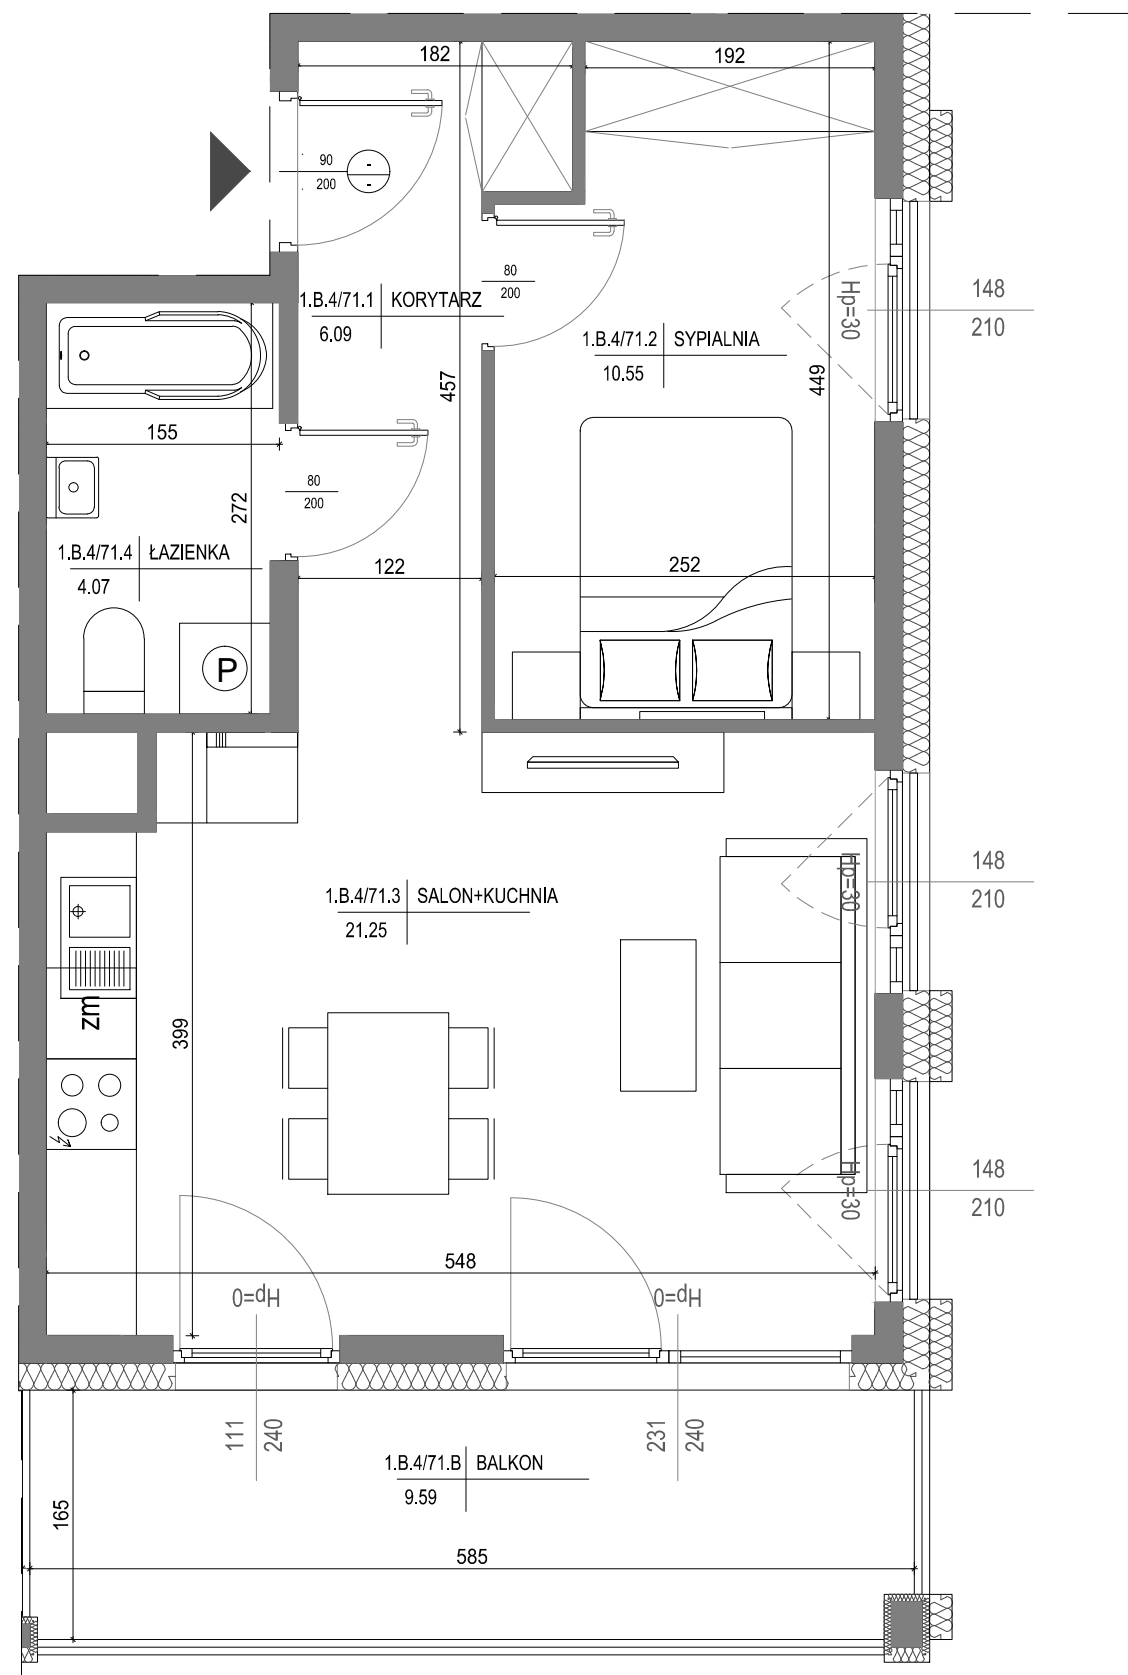 182
192
90
200
-
-
80
200
148
210
Hp=30
1.B.4/71.1 KORYTARZ
6.09
1.B.4/71.2 SYPIALNIA
10.55
457
449
155
272
80
200
1.B.4/71.4 ŁAZIENKA
4.07
122
252
P
148
210
Hp=30
1.B.4/71.3 SALON+KUCHNIA
21.25
zm
399
148
210
Hp=30
548
Hp=0
Hp=0
111
240
231
240
1.B.4/71.B BALKON
9.59
165
585